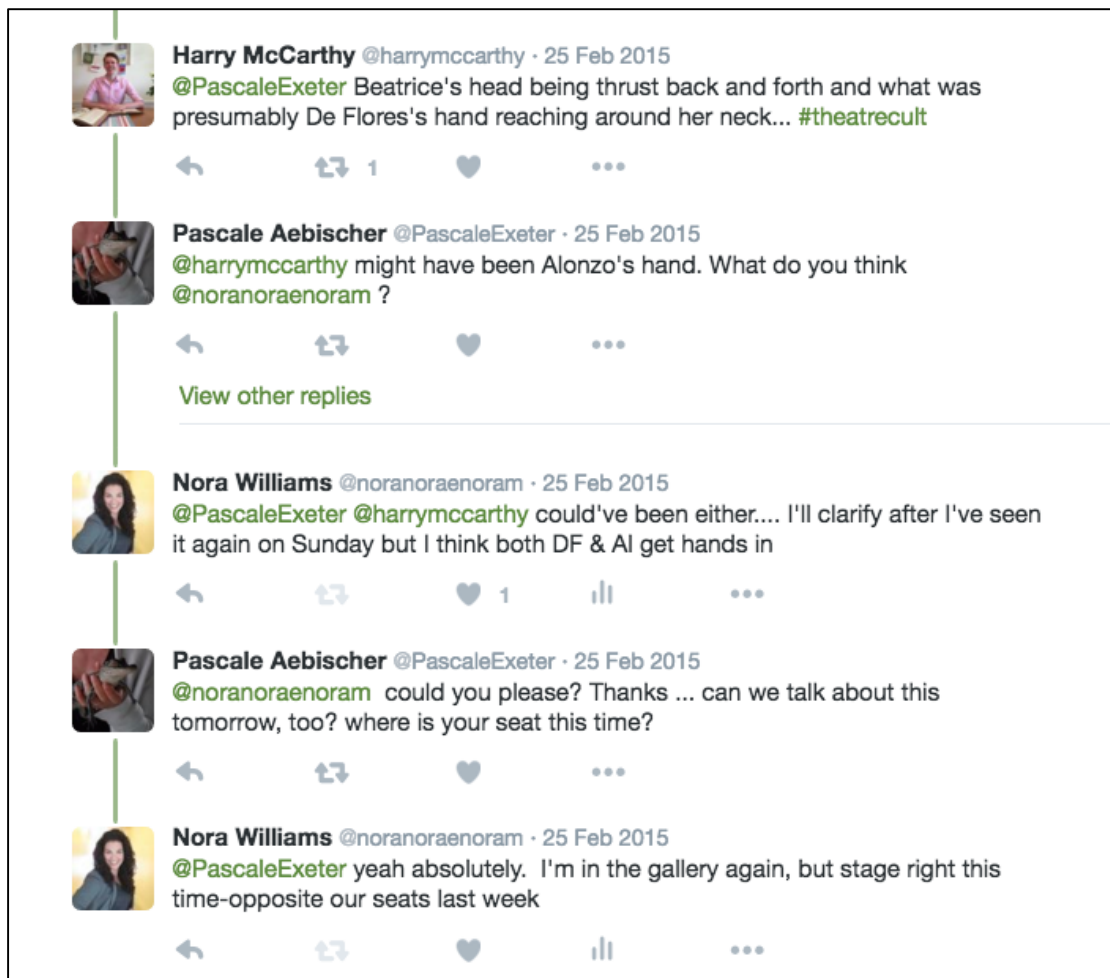 Harry McCarthy @harrymccarthy · 25 Feb 2015
@PascaleExeter Beatrice's head being thrust back and forth and what was
presumably De Flores's hand reaching around her neck... #theatrecult
1
Pascale Aebischer @PascaleExeter · 25 Feb 2015
@harrymccarthy might have been Alonzo's hand. What do you think
@noranoraenoram ?
View other replies
Nora Williams @noranoraenoram · 25 Feb 2015
@PascaleExeter @harrymccarthy could've been either.... I'll clarify after I've seen
it again on Sunday but I think both DF & Al get hands in
1
Pascale Aebischer @PascaleExeter · 25 Feb 2015
@noranoraenoram  could you please? Thanks ... can we talk about this
tomorrow, too? where is your seat this time?
Nora Williams @noranoraenoram · 25 Feb 2015
@PascaleExeter yeah absolutely.  I'm in the gallery again, but stage right this
time-opposite our seats last week